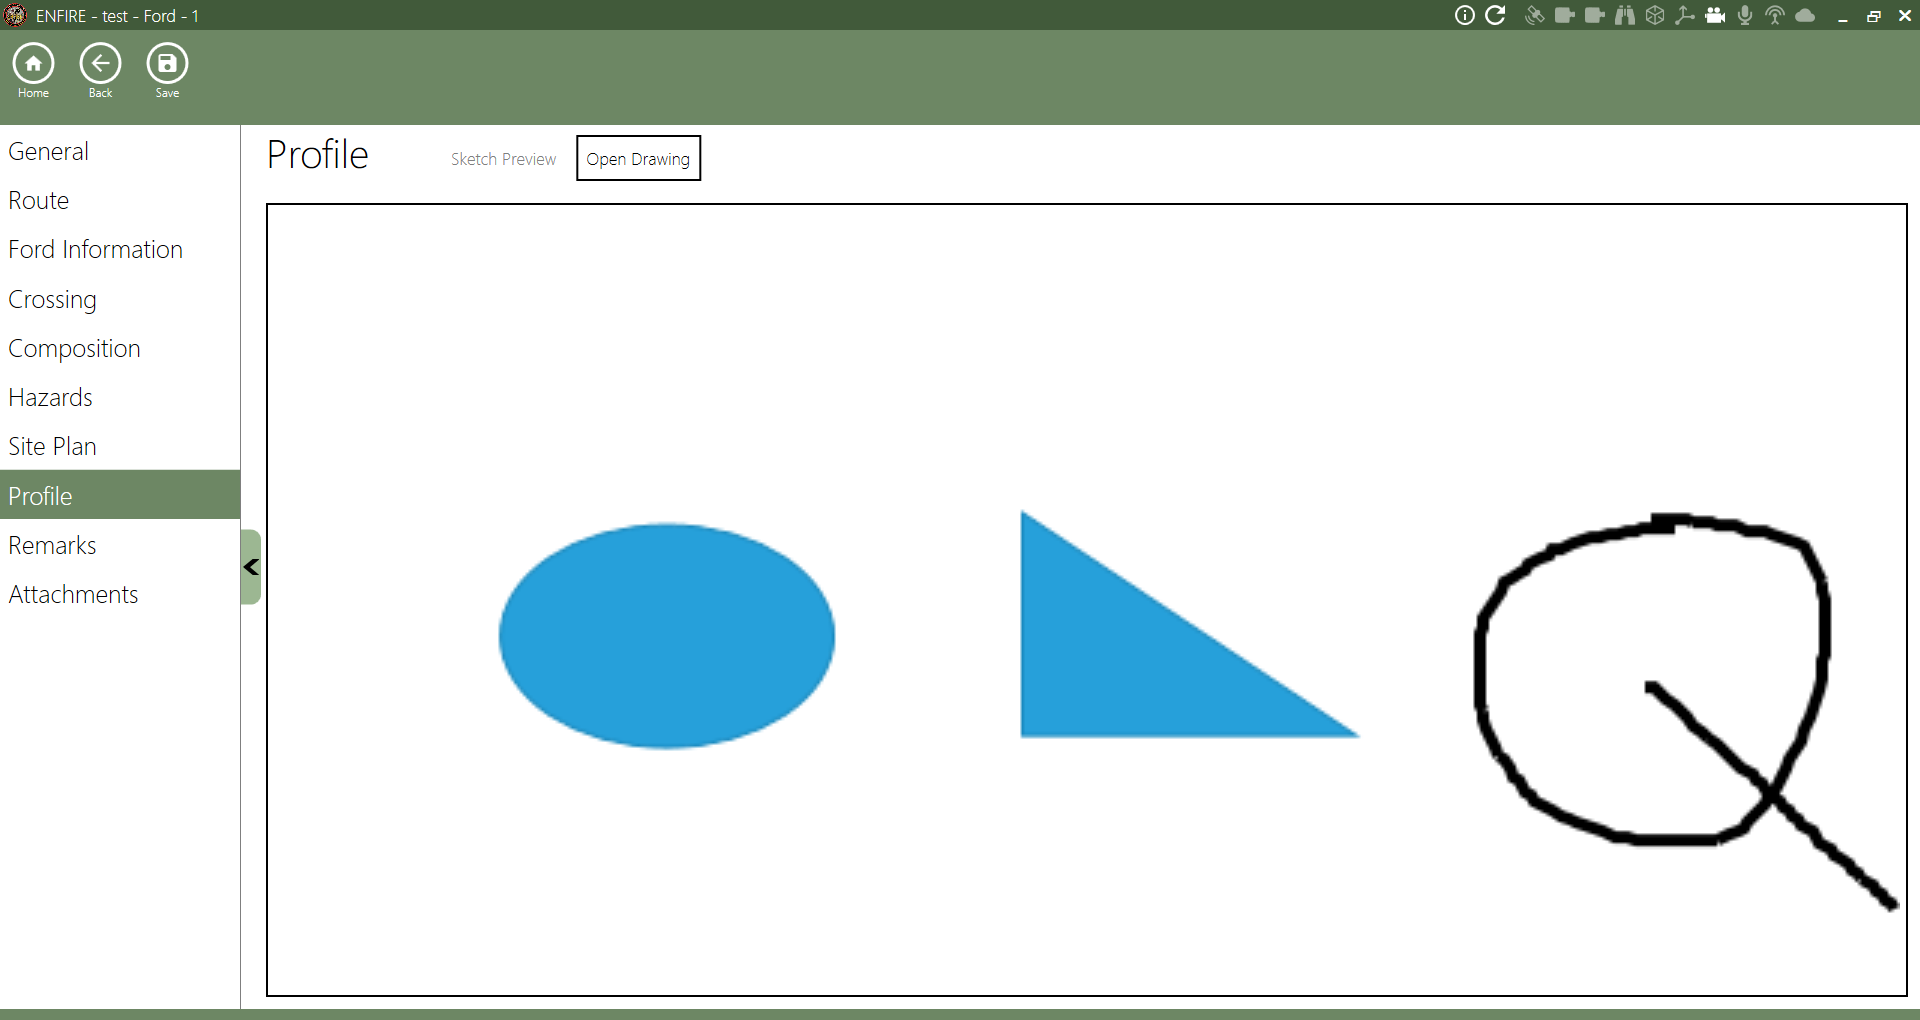 ENFIRE - test - Ford - 1
Home Back Save
General
Route
Ford Information
Crossing
Composition
Hazards
Site Plan
Profile
Remarks
Attachments
Profile Sketch Preview Open Drawing
Q